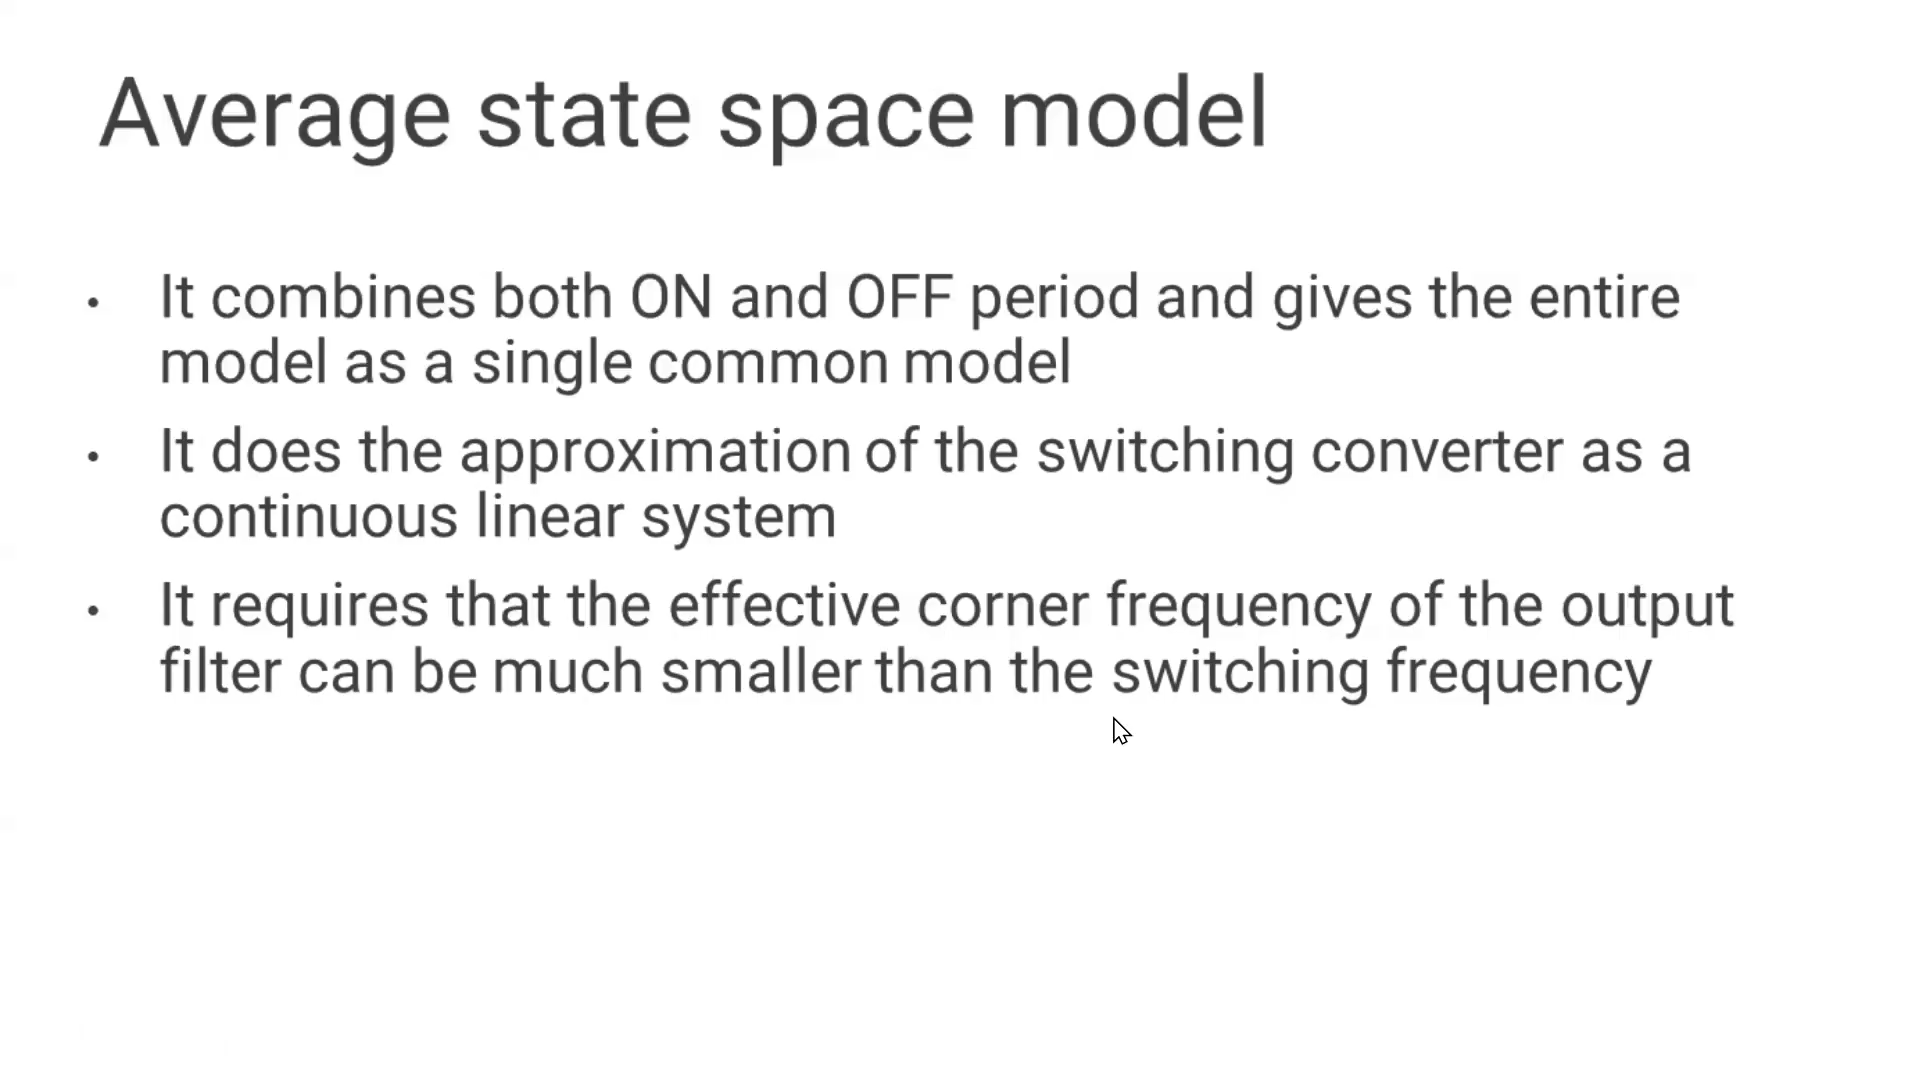 Average state space model
• It combines both ON and OFF period and gives the entire
model as a single common model
• It does the approximation of the switching converter as a
continuous linear system
• It requires that the effective corner frequency of the output
filter can be much smaller than the switching frequency